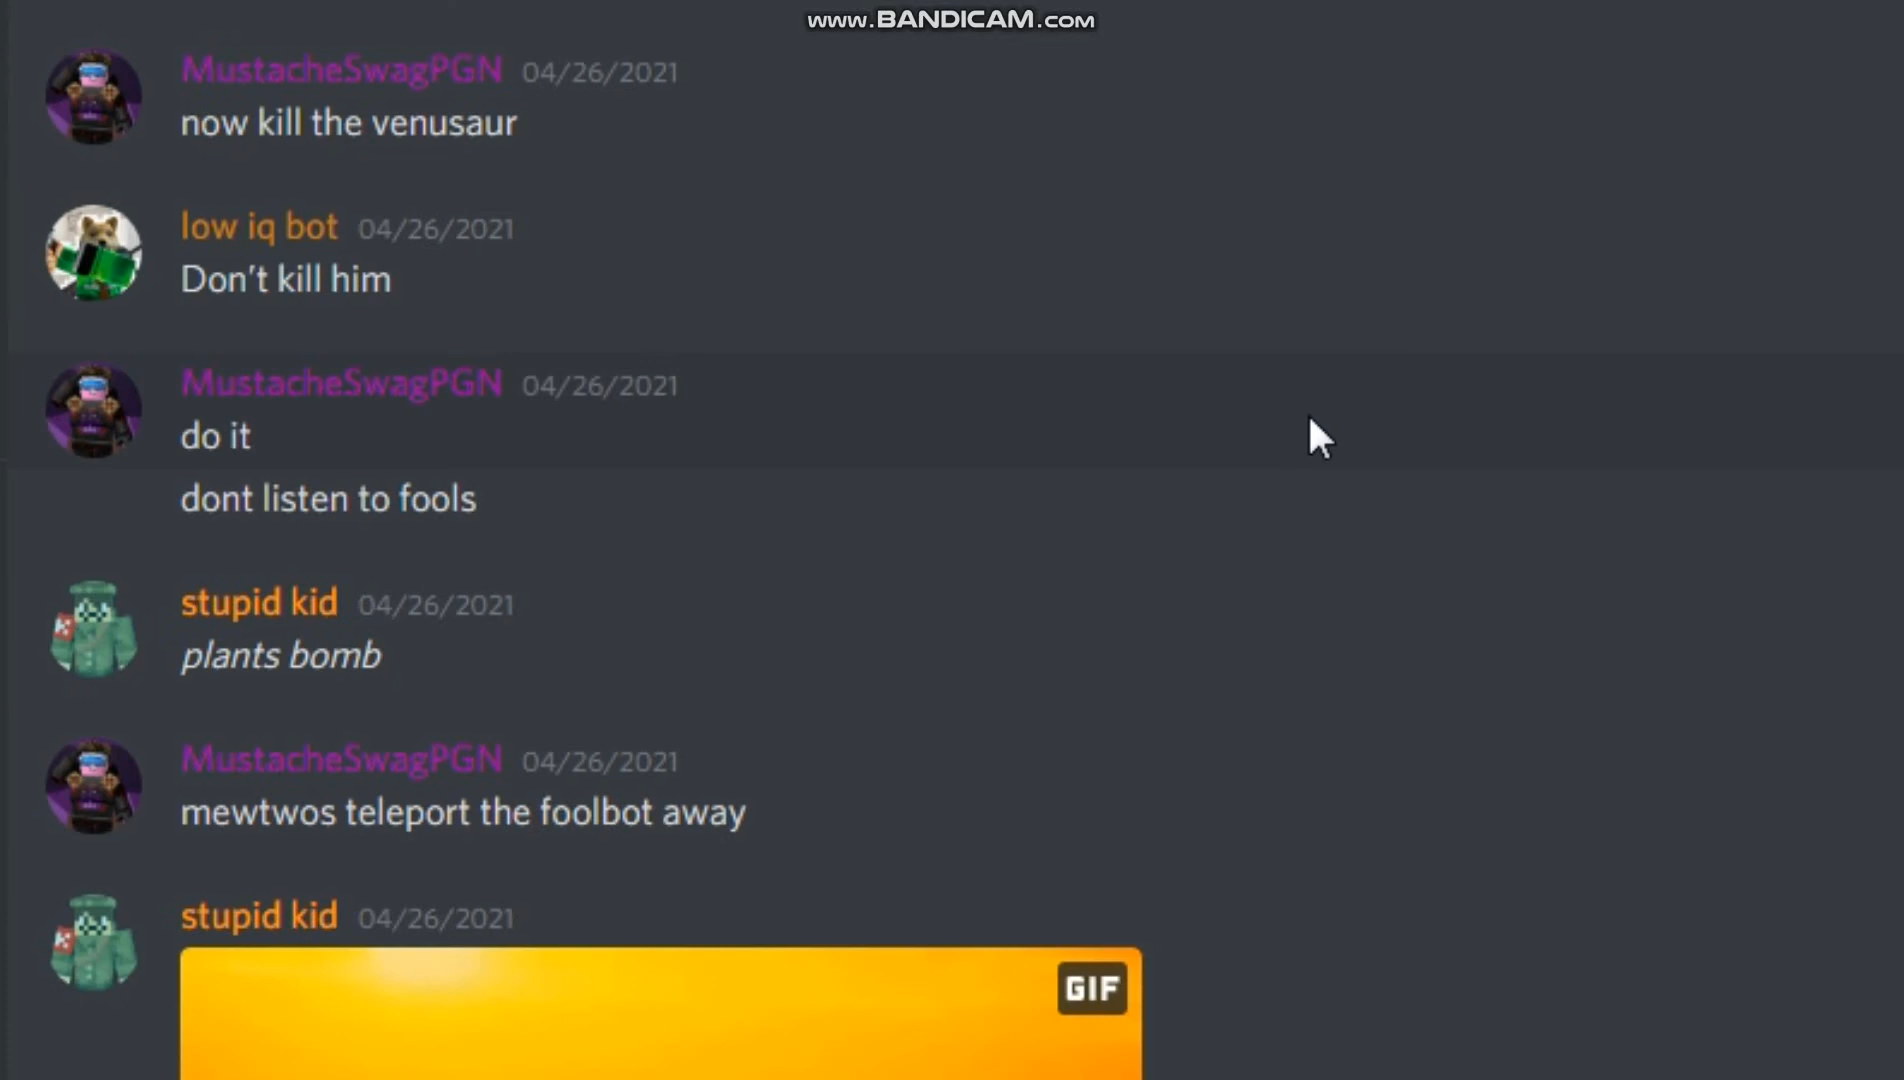 www.BANDICAM.com
MustacheSwagPGN 04/26/2021
now kill the venusaur
low iq bot 04/26/2021
Don't kill him
MustacheSwagPGN 04/26/2021
do it
dont listen to fools
stupid kid 04/26/2021
plants bomb
MustacheSwagPGN 04/26/2021
mewtwos teleport the foolbot away
stupid kid 04/26/2021
GIF